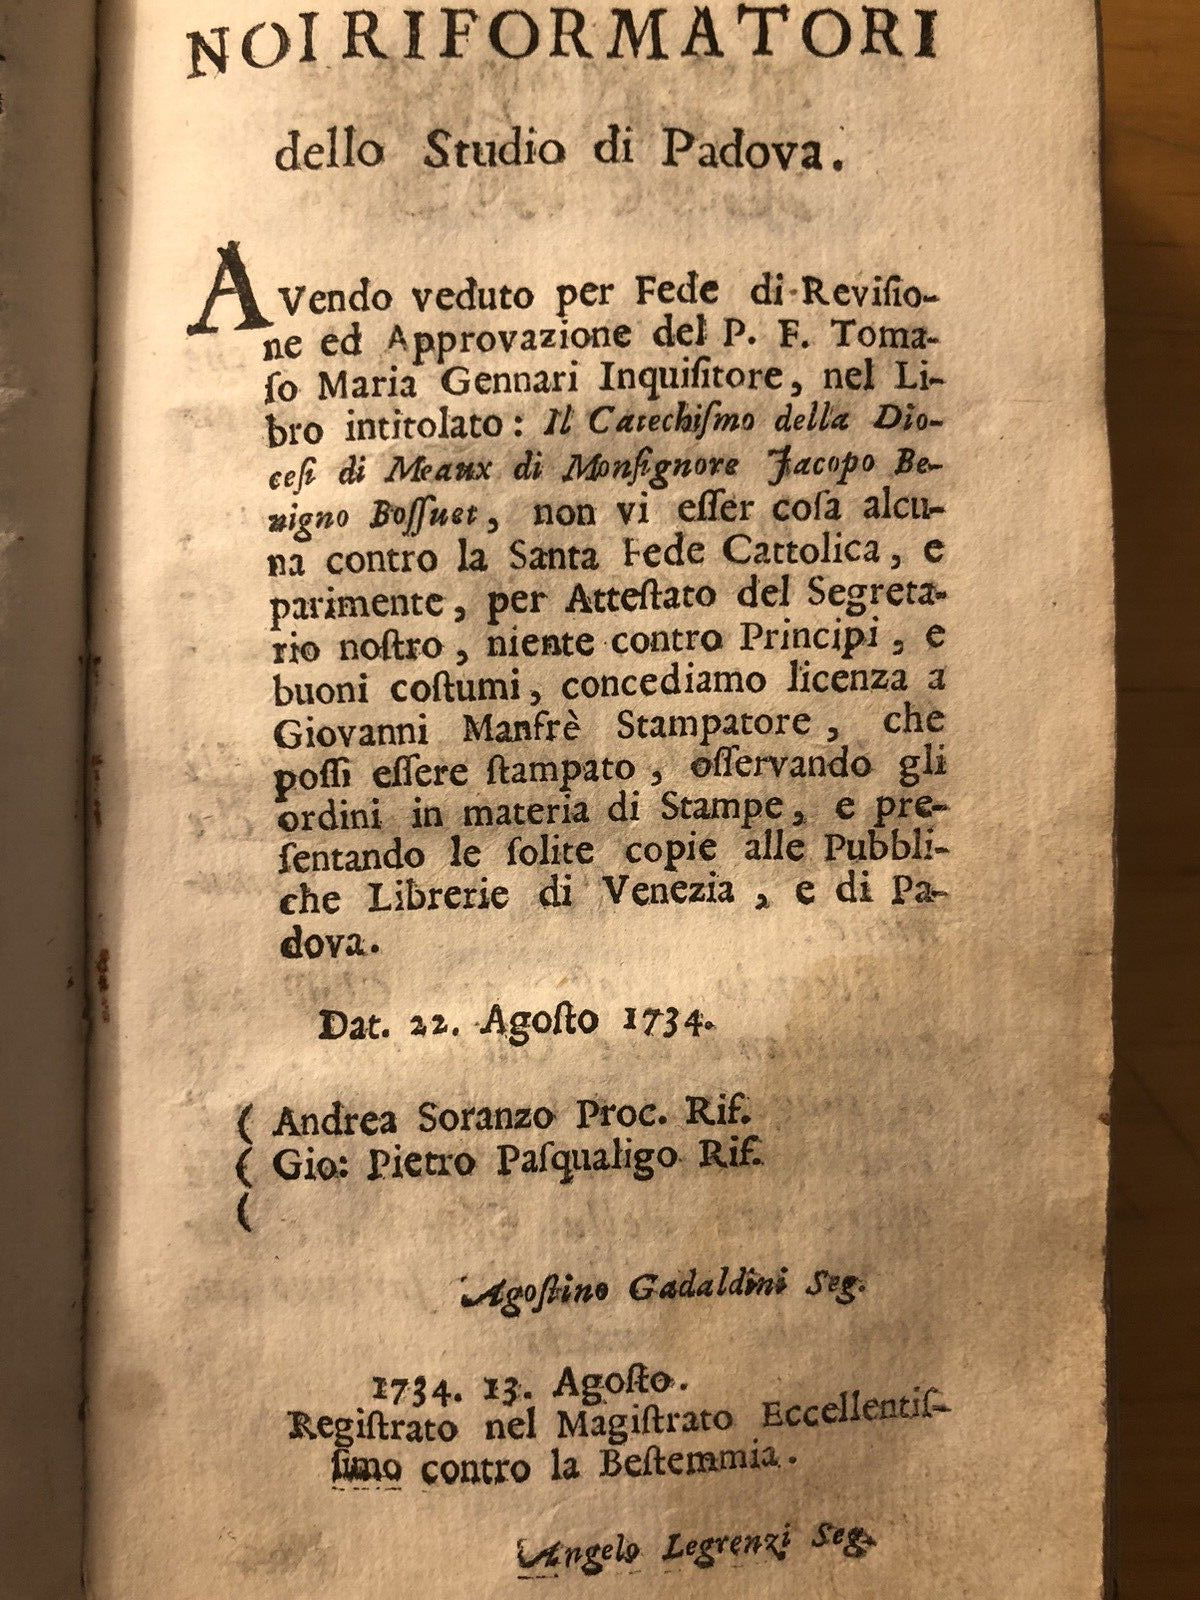 NOI RIFORMATORI
dello Studio di Padova.
AVendo veduto per Fede di Reviſio-
ne ed Approvazione del P. F. Toma-
ſo Maria Gennari Inquiſitore, nel Li-
bro intitolato: Il Catechiſmo della Dio-
ceſi di Meaux di Monſignore Jacopo Be-
nigno Boſſuet, non vi eſſer coſa alcu-
na contro la Santa Fede Cattolica, e
parimente, per Atteſtato del Segreta-
rio noſtro, niente contro Principi, e
buoni coſtumi, concediamo licenza a
Giovanni Manfrè Stampatore, che
poſſi eſſere ſtampato, oſſervando gli
ordini in materia di Stampe, e pre-
ſentando le ſolite copie alle Pubbli-
che Librerie di Venezia, e di Pa-
dova.
Dat. 22. Agoſto 1734.
( Andrea Soranzo Proc. Rif.
( Gio: Pietro Paſqualigo Rif.
(
Agoſtino Gadaldini Seg.
1734. 13. Agoſto.
Regiſtrato nel Magiſtrato Eccellentiſ-
ſimo contro la Beſtemmia.
Angelo Legrenzi Seg.